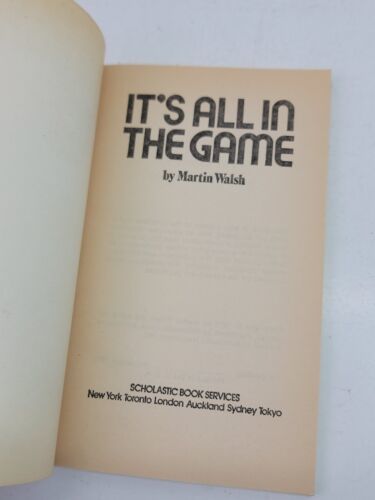 IT'S ALL IN
THE GAME
by Martin Walsh
SCHOLASTIC BOOK SERVICES
New York Toronto London Auckland Sydney Tokyo